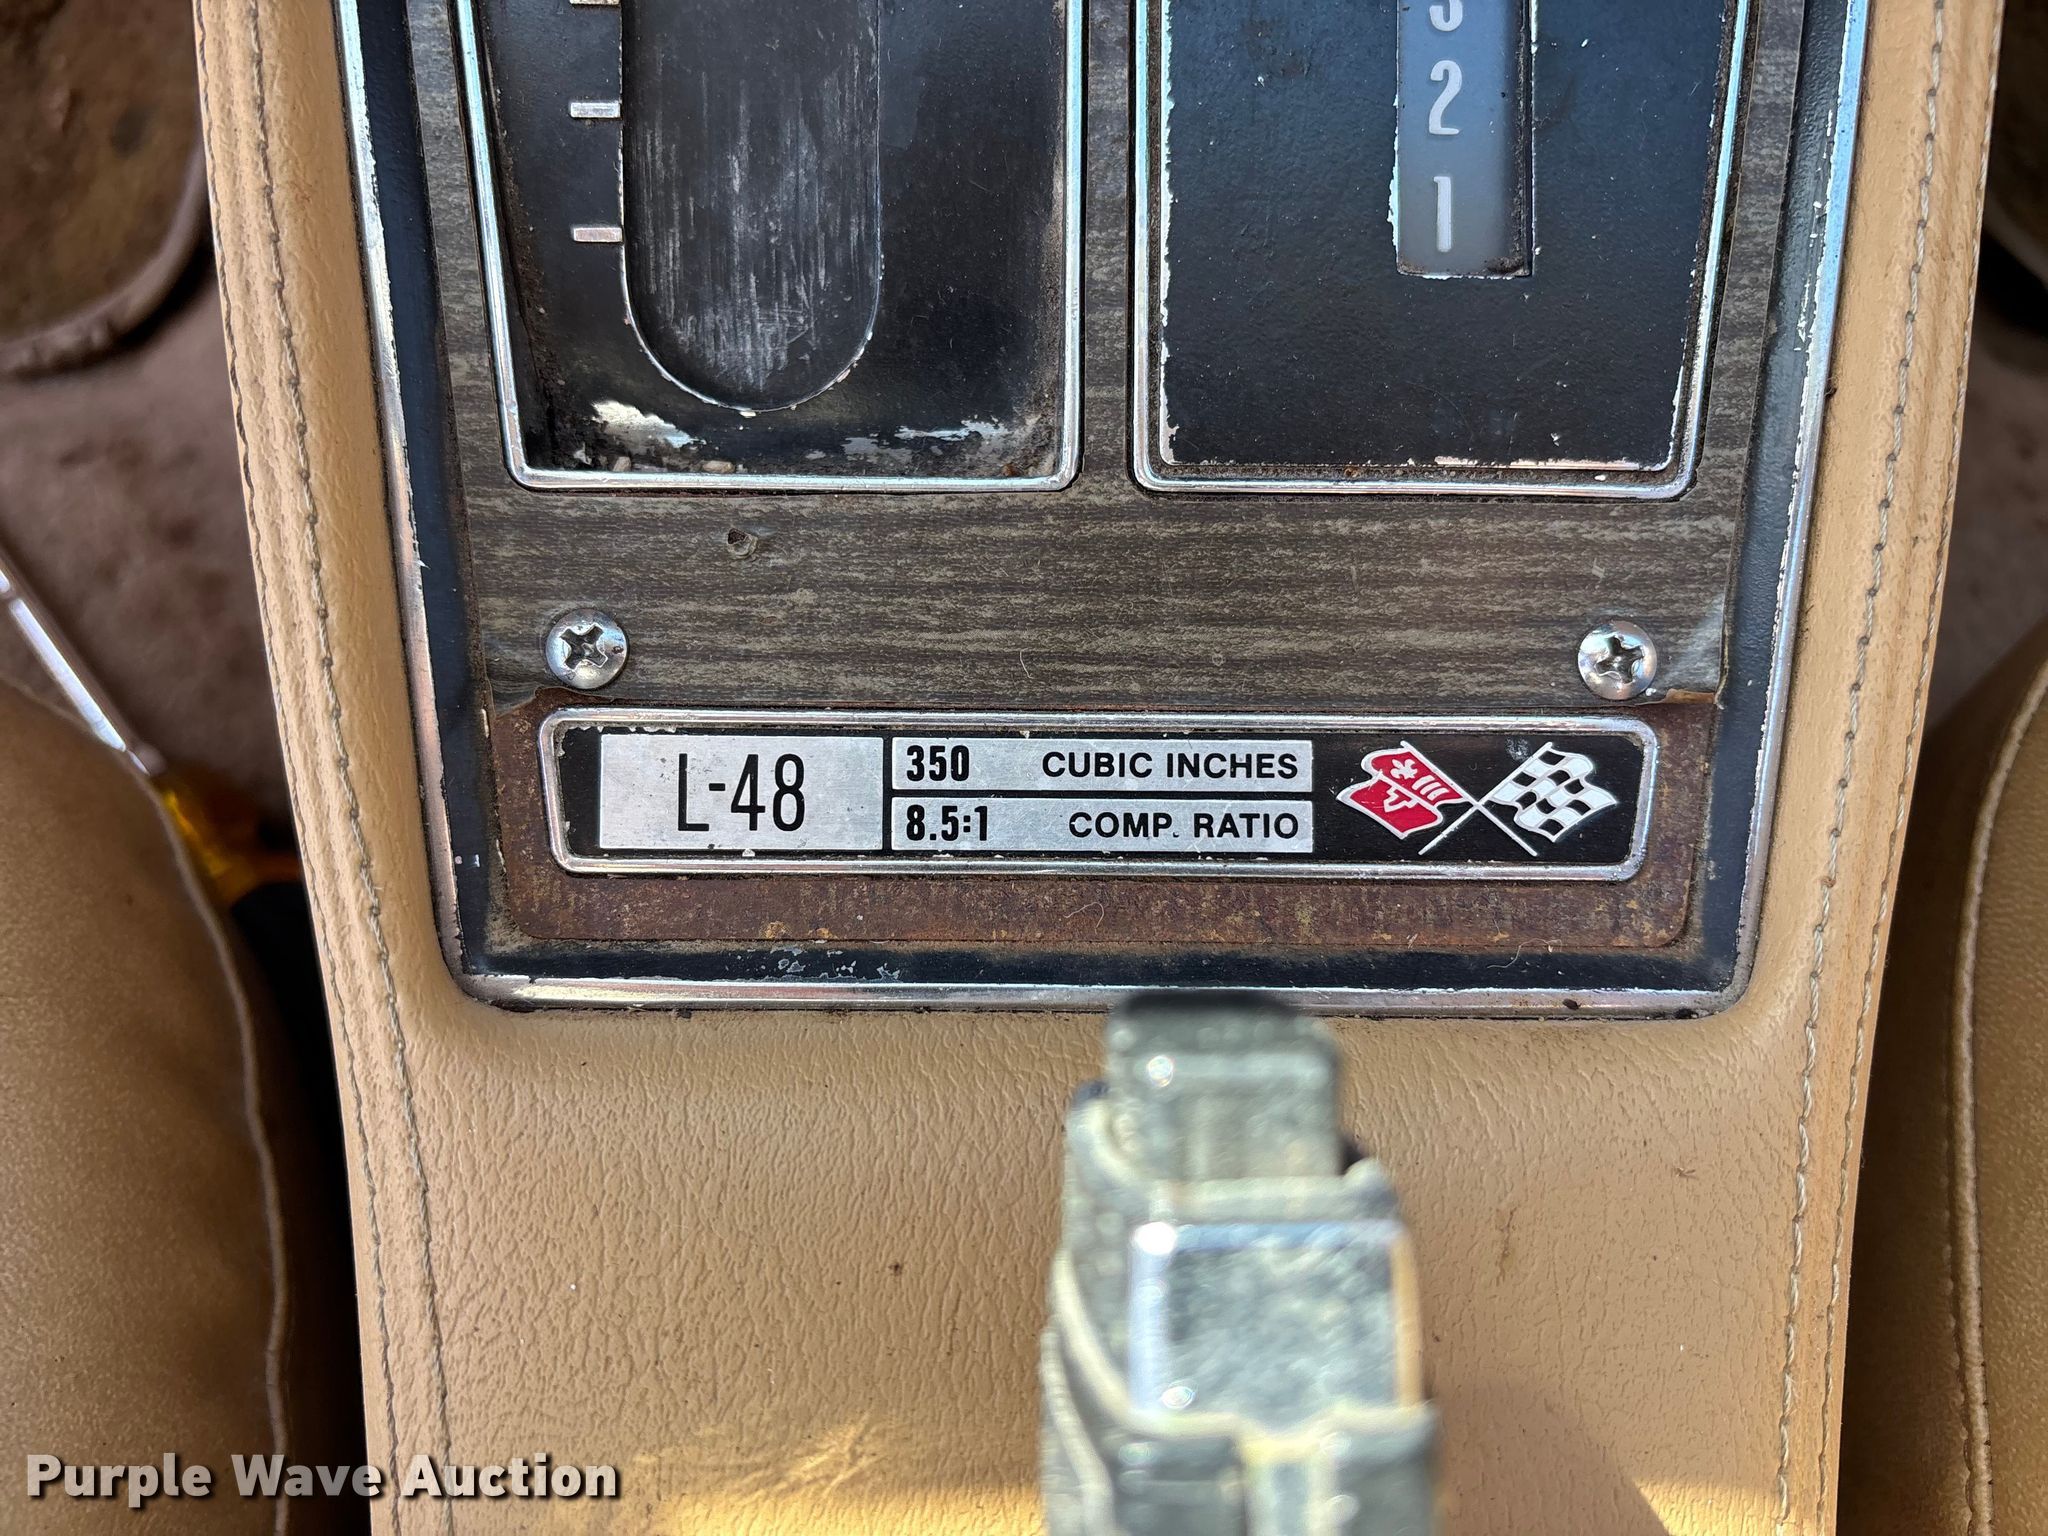 3
2
1
L-48
350 CUBIC INCHES
8.5:1 COMP. RATIO
Purple Wave Auction